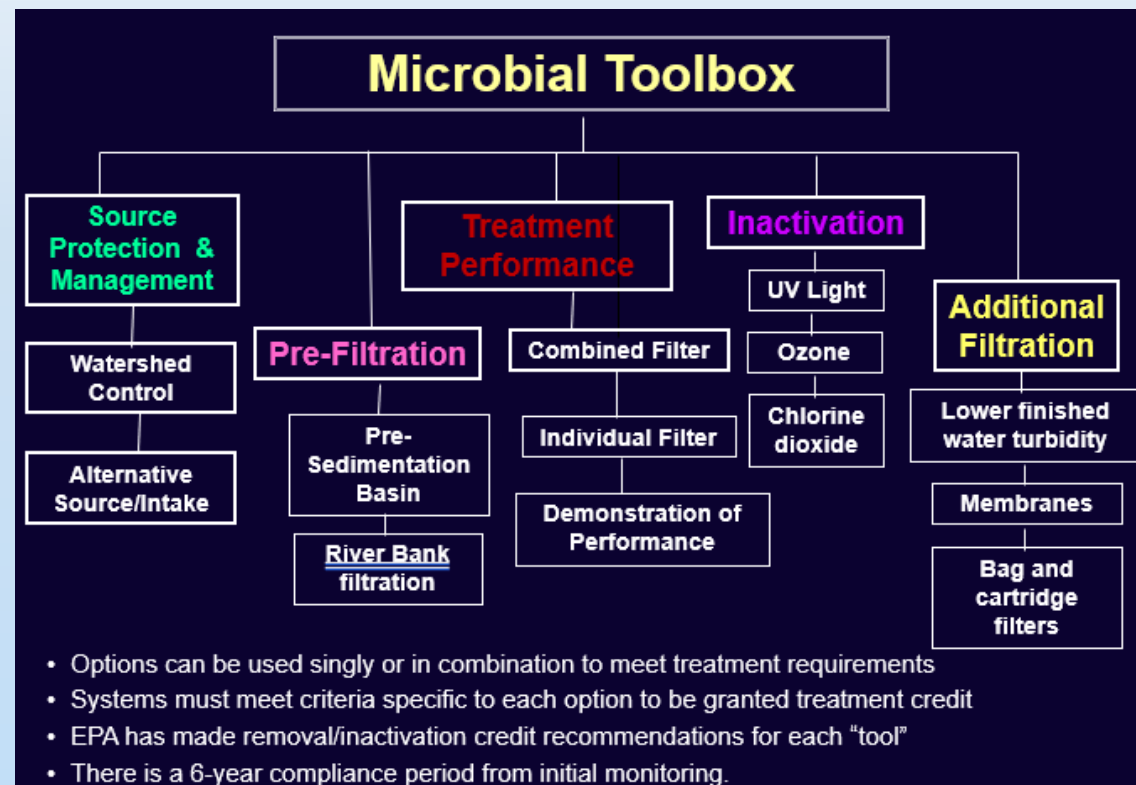 Microbial Toolbox
Source
Protection &
Management
Watershed
Control
Alternative
Source/Intake
Pre-Filtration
Pre-
Sedimentation
Basin
River Bank
filtration
Treatment
Performance
Combined Filter
Individual Filter
Demonstration of
Performance
Inactivation
UV Light
Ozone
Chlorine
dioxide
Additional
Filtration
Lower finished
water turbidity
Membranes
Bag and
cartridge
filters
• Options can be used singly or in combination to meet treatment requirements
• Systems must meet criteria specific to each option to be granted treatment credit
• EPA has made removal/inactivation credit recommendations for each “tool”
• There is a 6-year compliance period from initial monitoring.